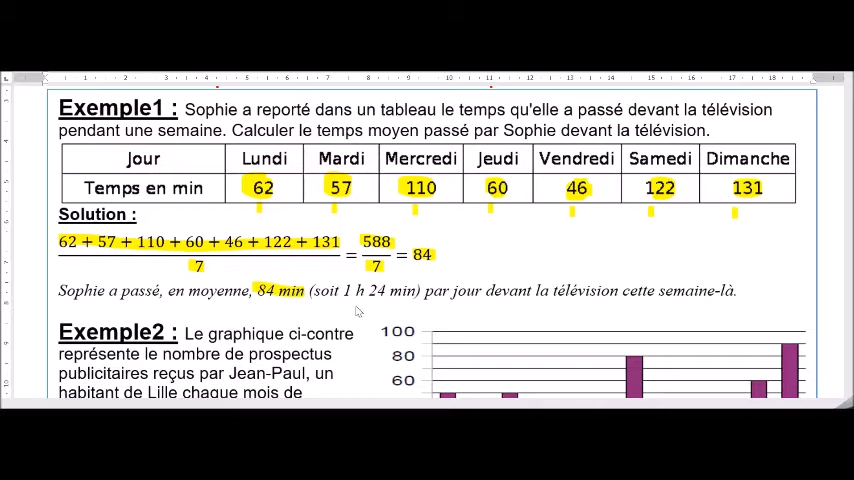 Exemple1 : Sophie a reporté dans un tableau le temps qu'elle a passé devant la télévision
pendant une semaine. Calculer le temps moyen passé par Sophie devant la télévision.
Jour Lundi Mardi Mercredi Jeudi Vendredi Samedi Dimanche
Temps en min 62 57 110 60 46 122 131
Solution :
62 + 57 + 110 + 60 + 46 + 122 + 131 / 7 = 588 / 7 = 84
Sophie a passé, en moyenne, 84 min (soit 1 h 24 min) par jour devant la télévision cette semaine-là.
Exemple2 : Le graphique ci-contre
représente le nombre de prospectus
publicitaires reçus par Jean-Paul, un
habitant de Lille chaque mois de
100
80
60